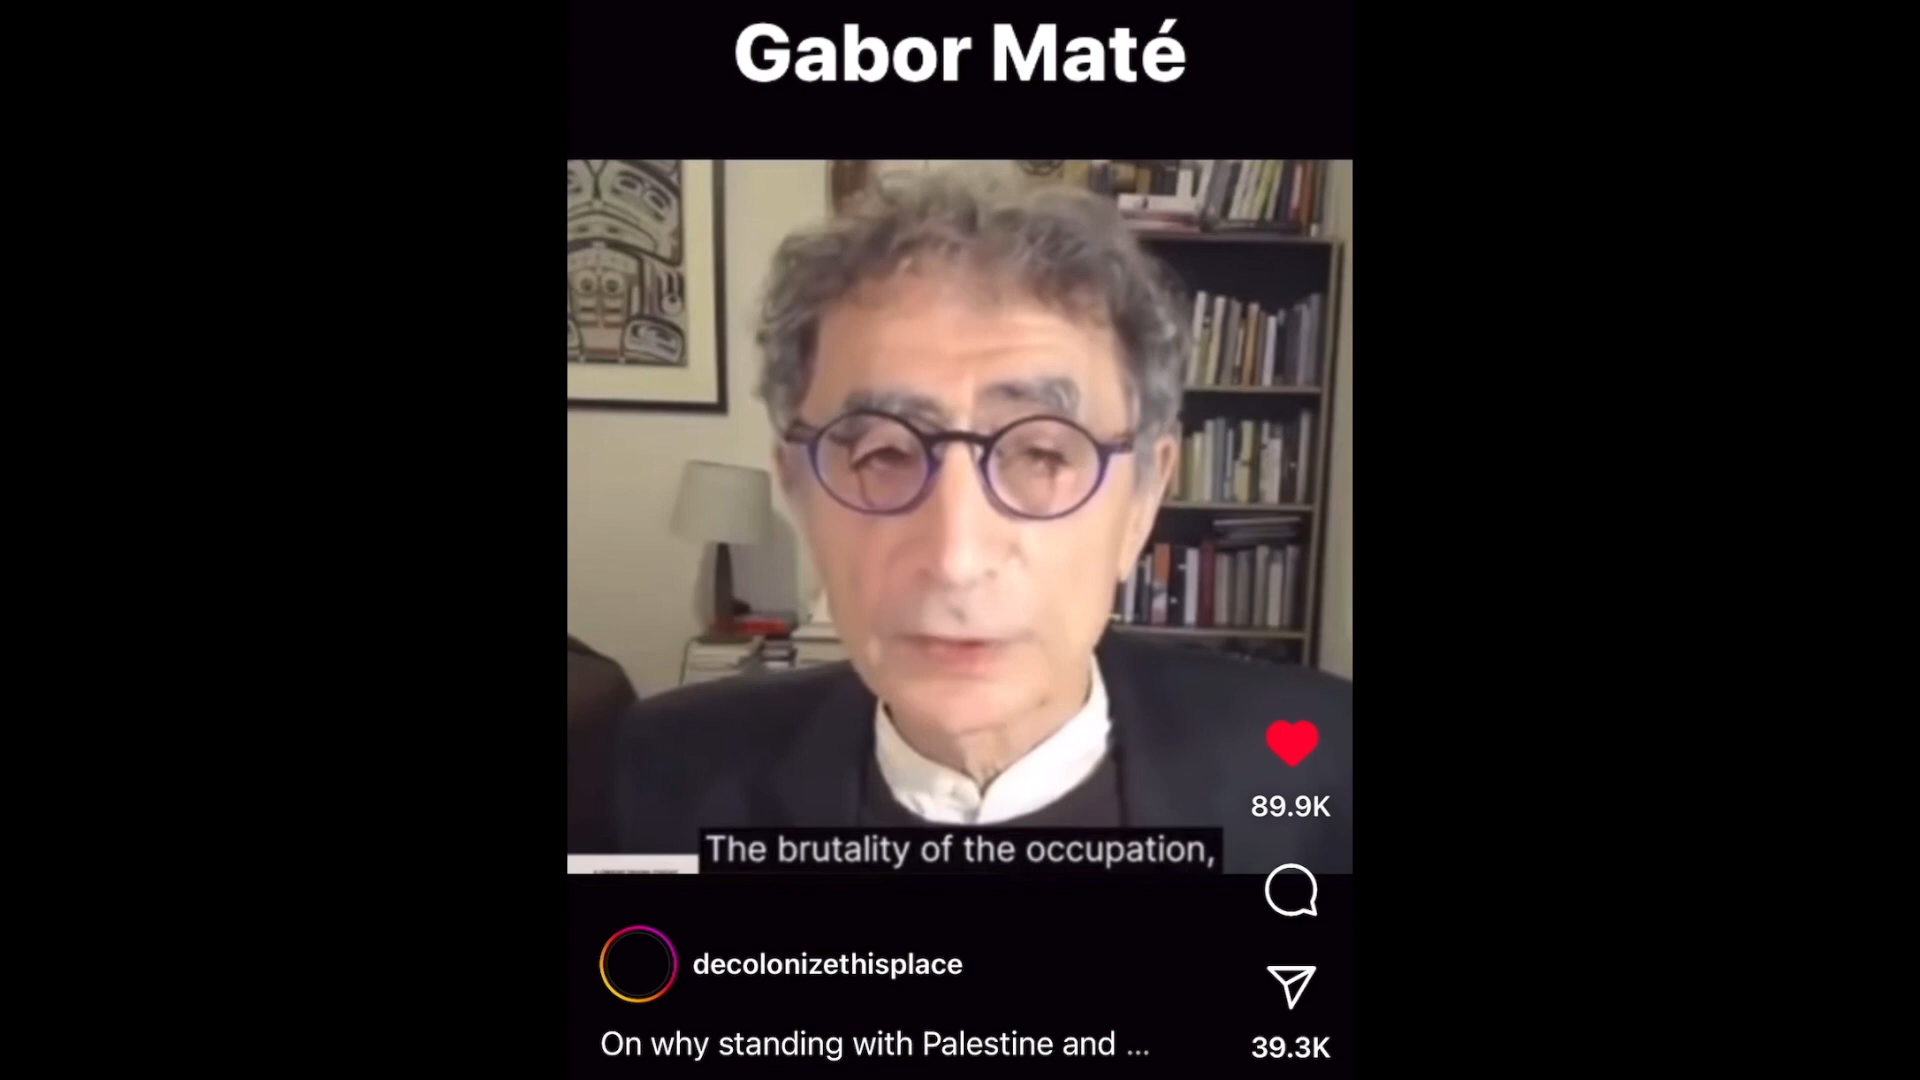 Gabor Maté
The brutality of the occupation,
89.9K
decolonizethisplace
On why standing with Palestine and ...
39.3K